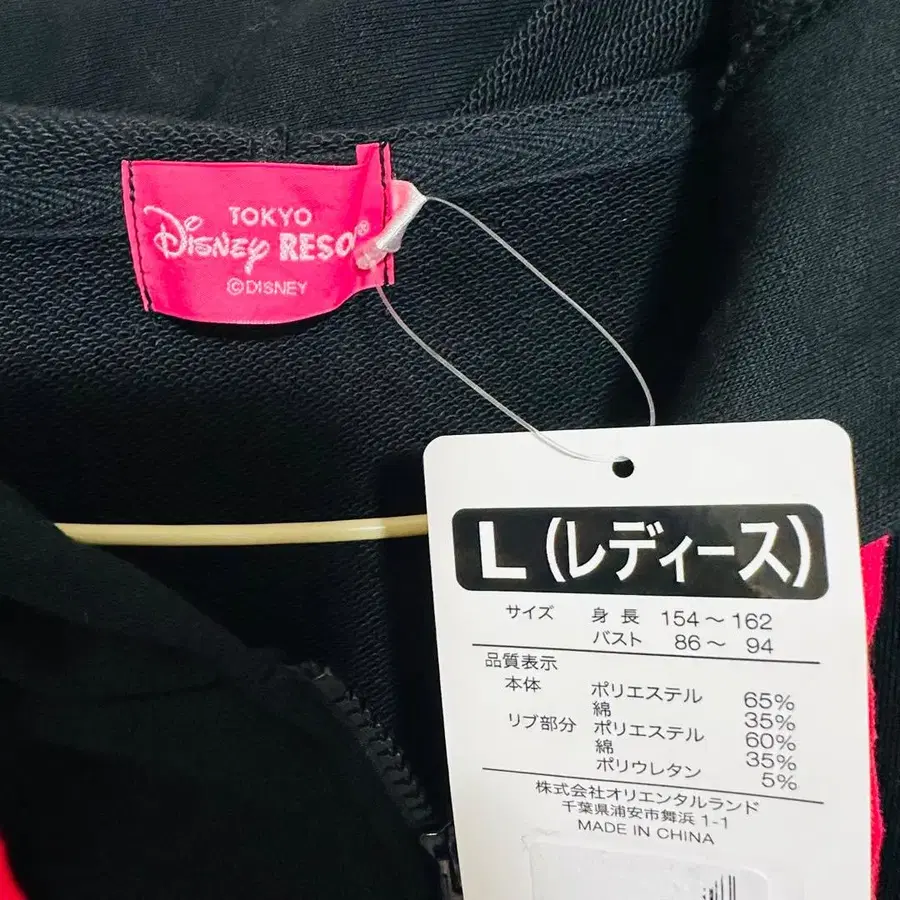 TOKYO
Disney RESO®
©DISNEY
L(レディース)
サイズ 身長 154～162
バスト 86～ 94
品質表示
本体 ポリエステル 65%
綿 35%
リブ部分 ポリエステル 60%
綿 35%
ポリウレタン 5%
株式会社オリエンタルランド
千葉県浦安市舞浜1-1
MADE IN CHINA